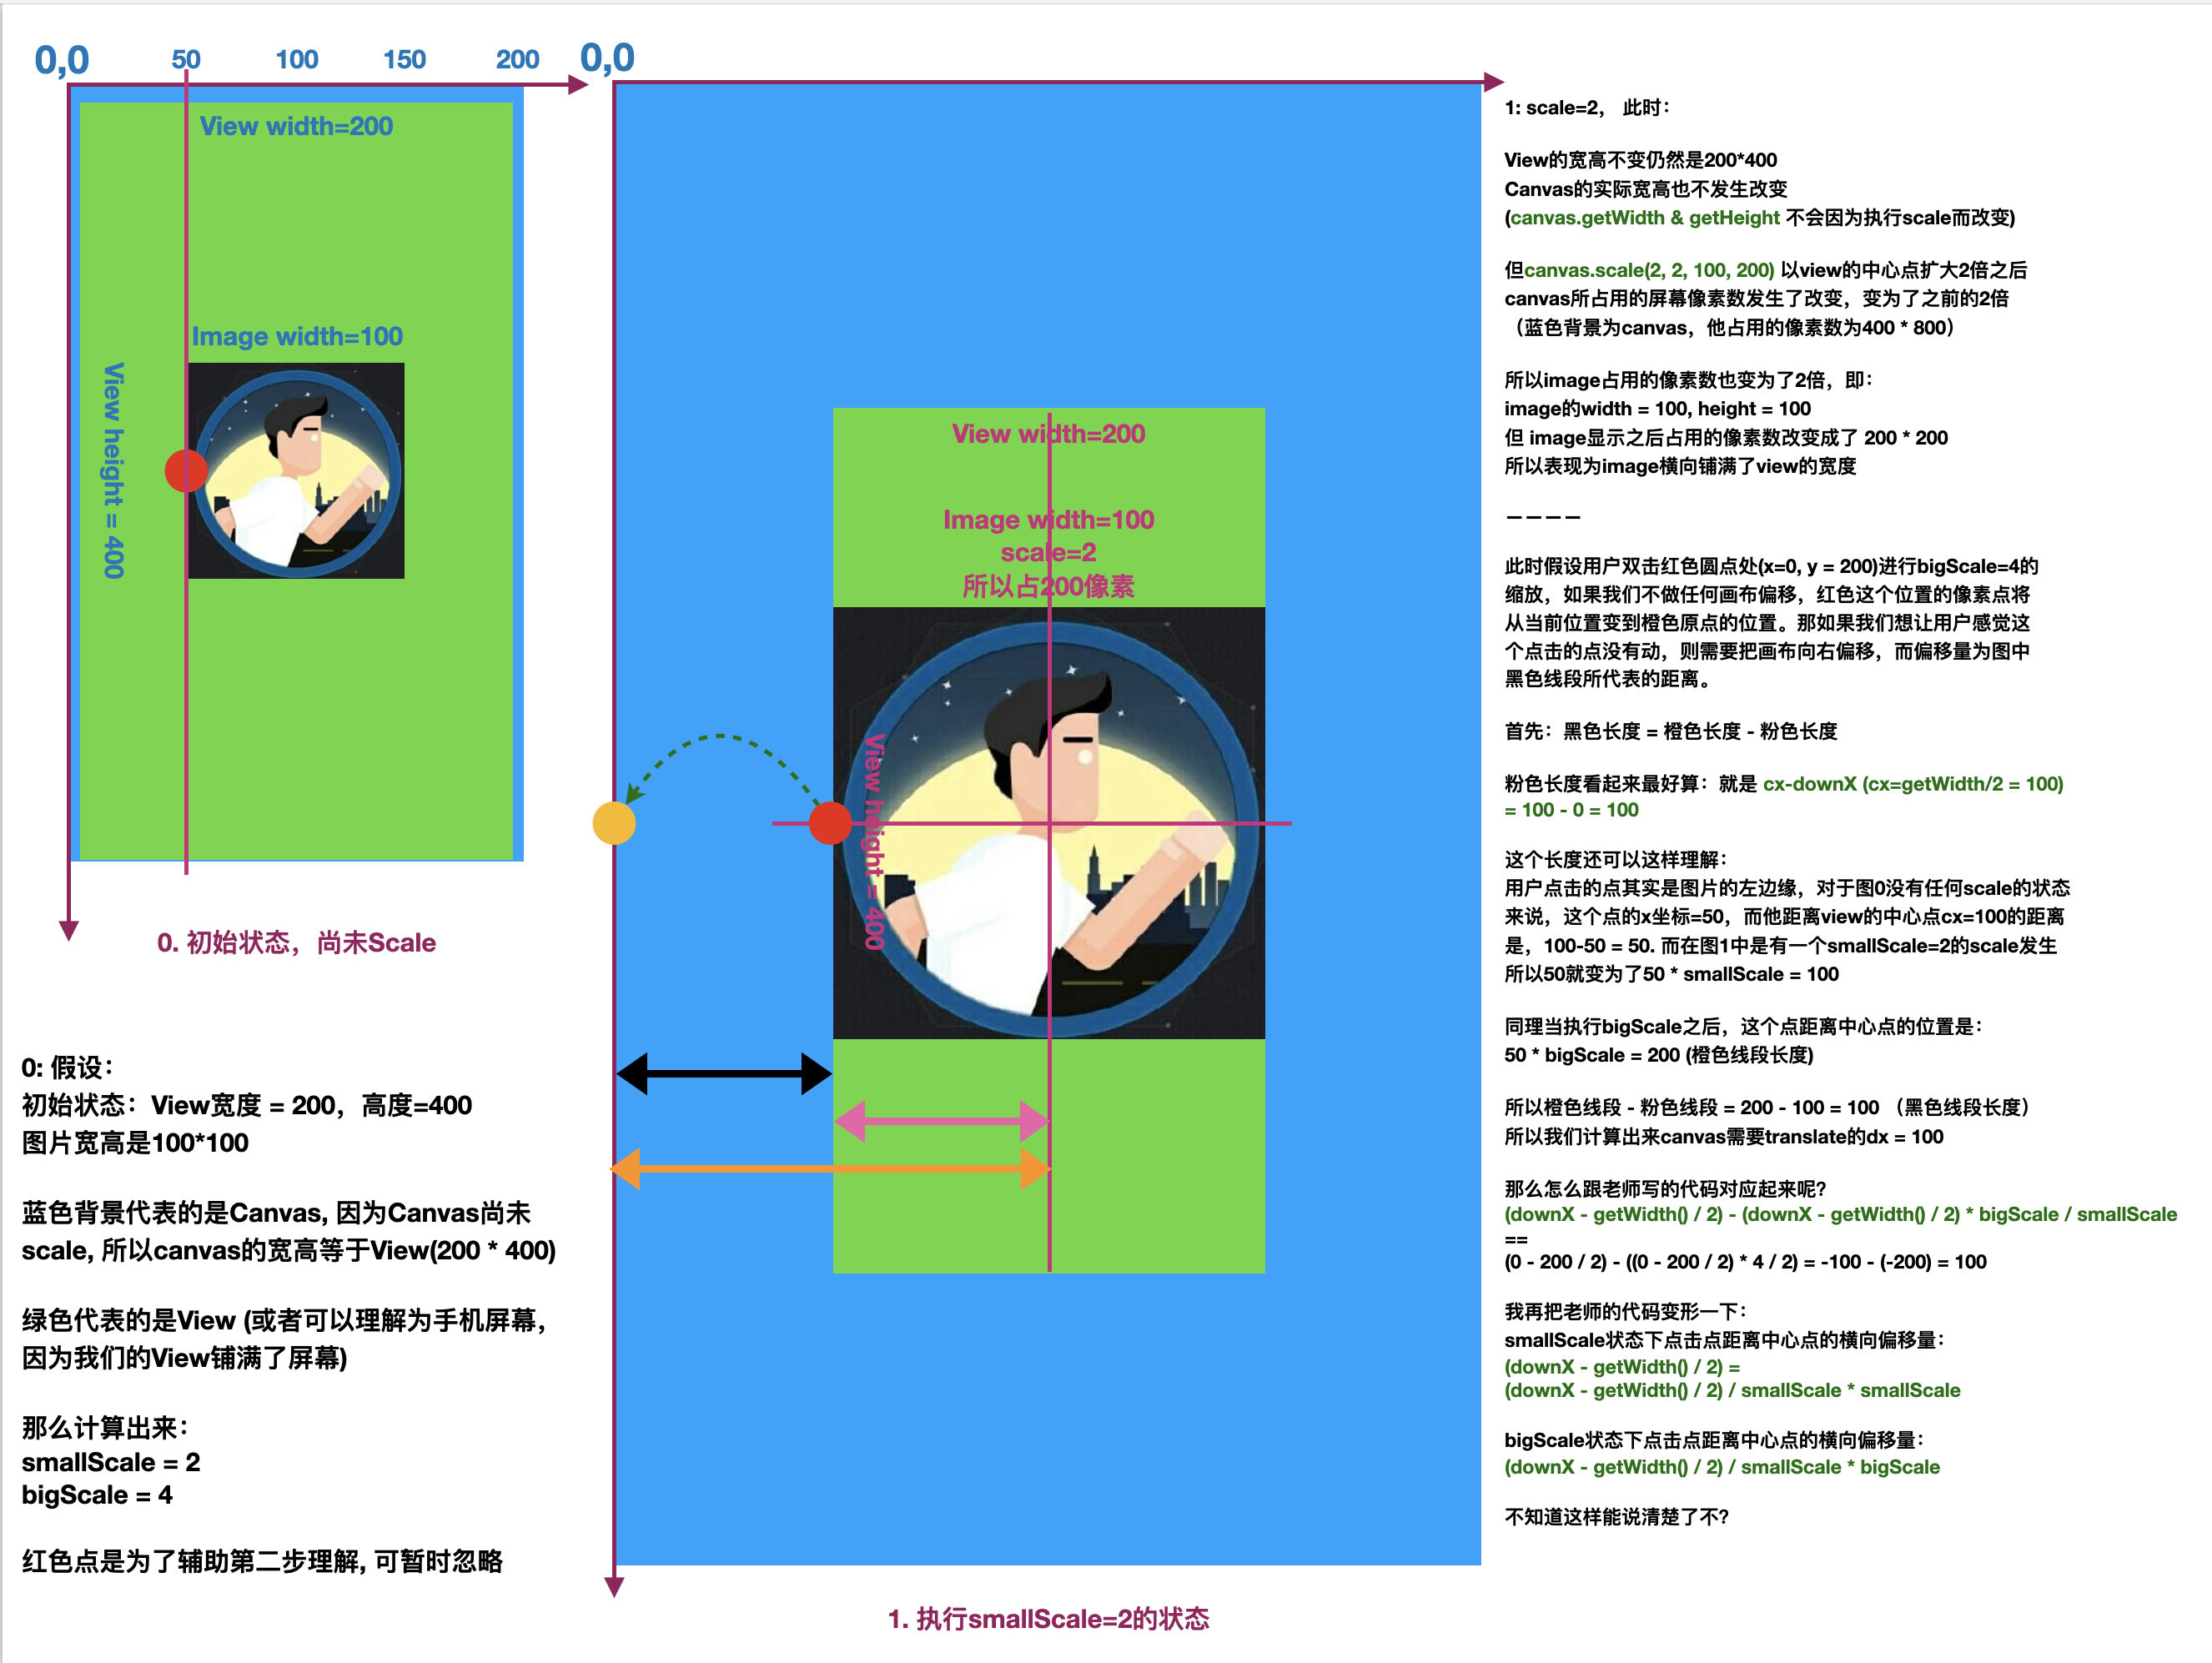 0,0
50
100
150
200
View width=200
Image width=100
View height = 400
0. 初始状态，尚未Scale
0: 假设：
初始状态：View宽度 = 200，高度=400
图片宽高是100*100
蓝色背景代表的是Canvas, 因为Canvas尚未
scale, 所以canvas的宽高等于View(200 * 400)
绿色代表的是View (或者可以理解为手机屏幕，
因为我们的View铺满了屏幕)
那么计算出来：
smallScale = 2
bigScale = 4
红色点是为了辅助第二步理解, 可暂时忽略
0,0
View width=200
Image width=100
scale=2
所以占200像素
View height = 400
1. 执行smallScale=2的状态
1: scale=2， 此时：
View的宽高不变仍然是200*400
Canvas的实际宽高也不发生改变
(canvas.getWidth & getHeight 不会因为执行scale而改变)
但canvas.scale(2, 2, 100, 200) 以view的中心点扩大2倍之后
canvas所占用的屏幕像素数发生了改变，变为了之前的2倍
（蓝色背景为canvas，他占用的像素数为400 * 800）
所以image占用的像素数也变为了2倍，即：
image的width = 100, height = 100
但 image显示之后占用的像素数改变成了 200 * 200
所以表现为image横向铺满了view的宽度
————
此时假设用户双击红色圆点处(x=0, y = 200)进行bigScale=4的
缩放，如果我们不做任何画布偏移，红色这个位置的像素点将
从当前位置变到橙色原点的位置。那如果我们想让用户感觉这
个点击的点没有动，则需要把画布向右偏移，而偏移量为图中
黑色线段所代表的距离。
首先：黑色长度 = 橙色长度 - 粉色长度
粉色长度看起来最好算：就是 cx-downX (cx=getWidth/2 = 100)
= 100 - 0 = 100
这个长度还可以这样理解：
用户点击的点其实是图片的左边缘，对于图0没有任何scale的状态
来说，这个点的x坐标=50，而他距离view的中心点cx=100的距离
是，100-50 = 50. 而在图1中是有一个smallScale=2的scale发生
所以50就变为了50 * smallScale = 100
同理当执行bigScale之后，这个点距离中心点的位置是：
50 * bigScale = 200 (橙色线段长度)
所以橙色线段 - 粉色线段 = 200 - 100 = 100 （黑色线段长度）
所以我们计算出来canvas需要translate的dx = 100
那么怎么跟老师写的代码对应起来呢?
(downX - getWidth() / 2) - (downX - getWidth() / 2) * bigScale / smallScale
==
(0 - 200 / 2) - ((0 - 200 / 2) * 4 / 2) = -100 - (-200) = 100
我再把老师的代码变形一下：
smallScale状态下点击点距离中心点的横向偏移量：
(downX - getWidth() / 2) =
(downX - getWidth() / 2) / smallScale * smallScale
bigScale状态下点击点距离中心点的横向偏移量：
(downX - getWidth() / 2) / smallScale * bigScale
不知道这样能说清楚了不?